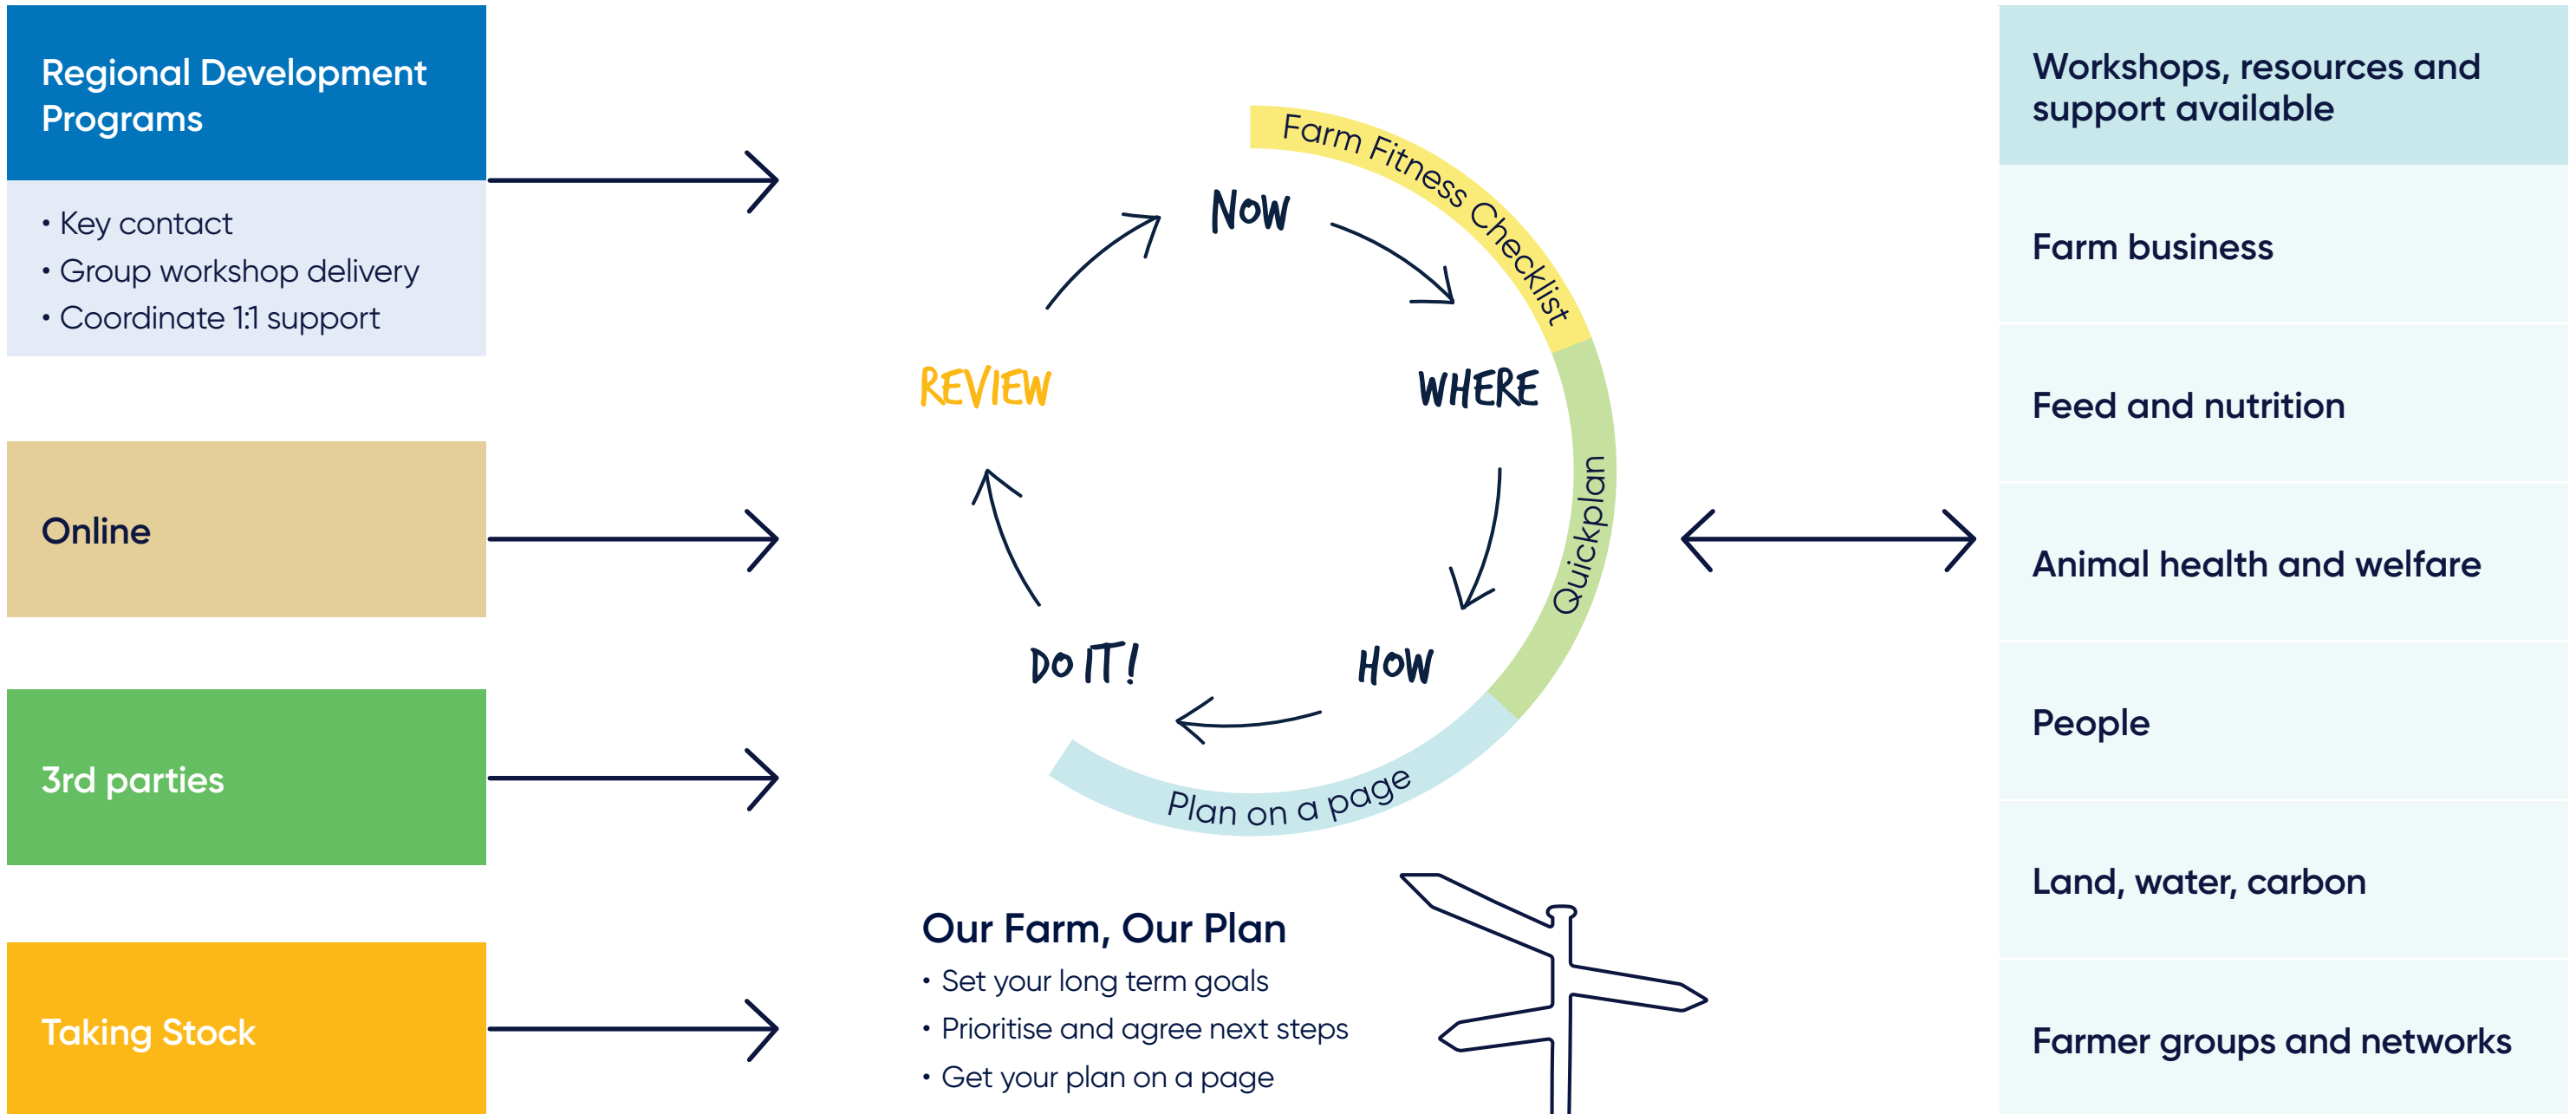 Regional Development
Programs
• Key contact
• Group workshop delivery
• Coordinate 1:1 support
Online
3rd parties
Taking Stock
NOW
WHERE
HOW
DO IT!
REVIEW
Farm Fitness Checklist
Quickplan
Plan on a page
Our Farm, Our Plan
• Set your long term goals
• Prioritise and agree next steps
• Get your plan on a page
Workshops, resources and
support available
Farm business
Feed and nutrition
Animal health and welfare
People
Land, water, carbon
Farmer groups and networks